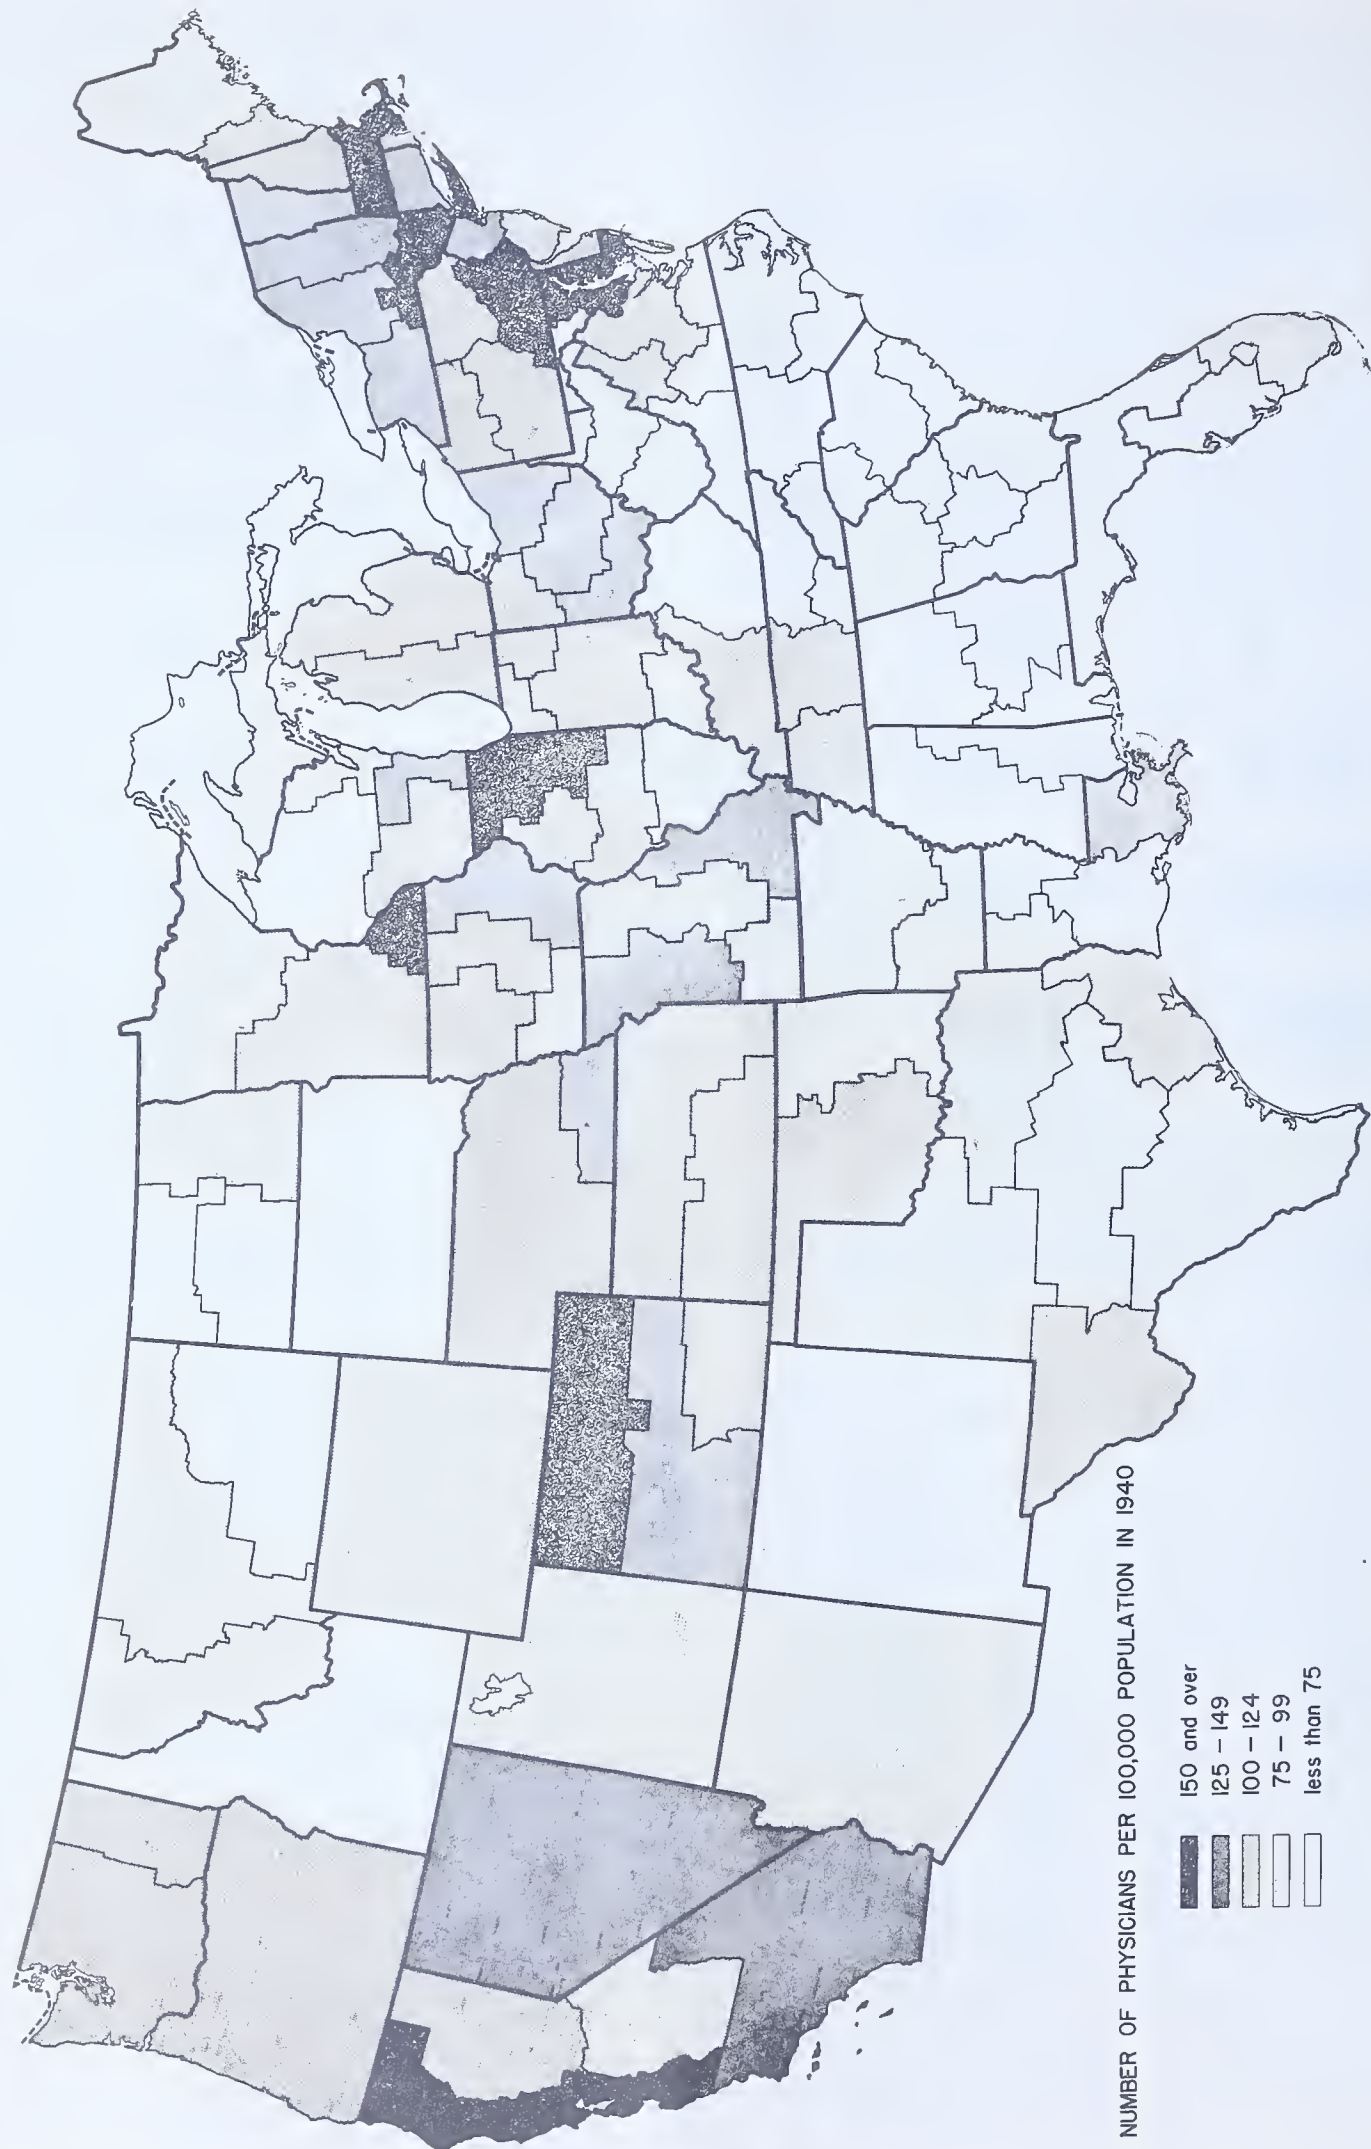 NUMBER OF PHYSICIANS PER 100,000 POPULATION IN 1940
150 and over
125 – 149
100 – 124
75 – 99
less than 75